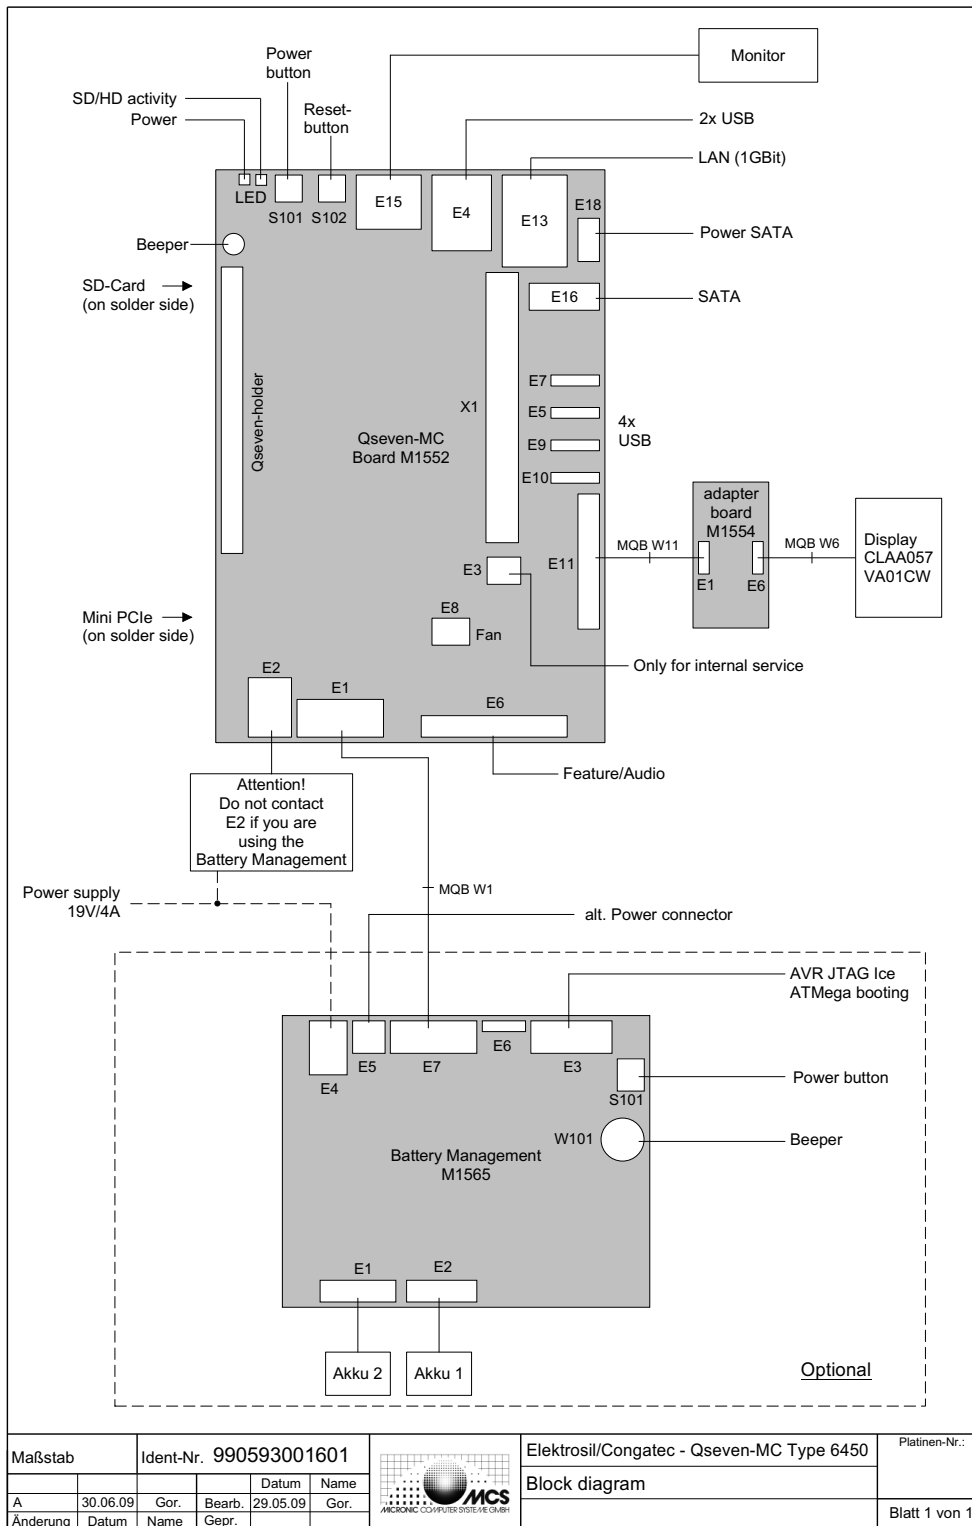 Power
button
Monitor
SD/HD activity
Power
Reset-
button
2x USB
LAN (1GBit)
LED
S101
S102
E15
E4
E13
E18
Power SATA
Beeper
SD-Card
(on solder side)
E16
SATA
Qseven-holder
X1
E7
E5
E9
E10
4x
USB
Qseven-MC
Board M1552
adapter
board
M1554
MQB W11
MQB W6
Display
CLAA057
VA01CW
E11
E1
E6
E3
E8
Fan
Mini PCIe
(on solder side)
Only for internal service
E2
E1
E6
Feature/Audio
Attention!
Do not contact
E2 if you are
using the
Battery Management
Power supply
19V/4A
MQB W1
alt. Power connector
AVR JTAG Ice
ATMega booting
E4
E5
E7
E6
E3
Power button
S101
W101
Beeper
Battery Management
M1565
E1
E2
Akku 2
Akku 1
Optional
Maßstab
Ident-Nr. 990593001601
Elektrosil/Congatec - Qseven-MC Type 6450
Platinen-Nr.:
Block diagram
Datum Name
A 30.06.09 Gor. Bearb. 29.05.09 Gor.
Änderung Datum Name Gepr.
MCS
MICRONIC COMPUTER SYSTEME GMBH
Blatt 1 von 1